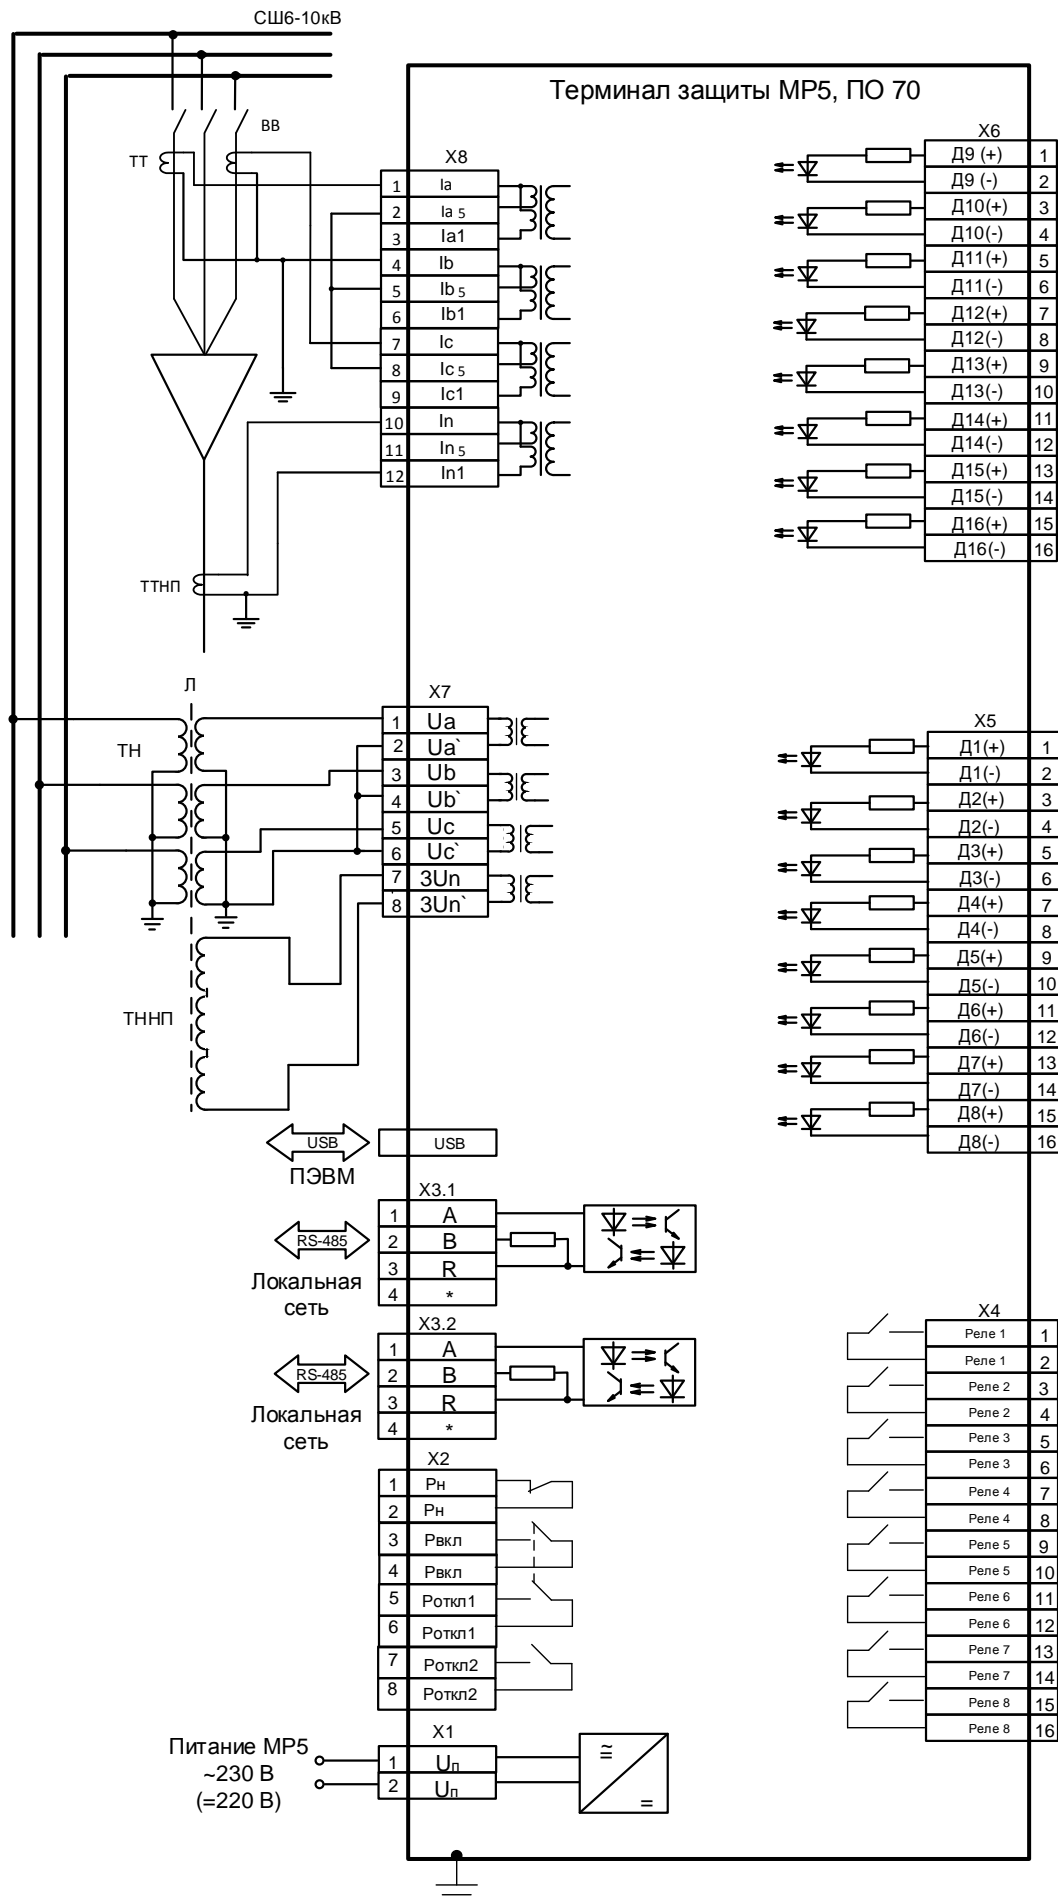 СШ6-10кВ
Терминал защиты МР5, ПО 70
ВВ
ТТ
X8
1 Ia
2 Ia 5
3 Ia1
4 Ib
5 Ib 5
6 Ib1
7 Ic
8 Ic 5
9 Ic1
10 In
11 In 5
12 In1
ТТНП
X6
Д9 (+) 1
Д9 (-) 2
Д10(+) 3
Д10(-) 4
Д11(+) 5
Д11(-) 6
Д12(+) 7
Д12(-) 8
Д13(+) 9
Д13(-) 10
Д14(+) 11
Д14(-) 12
Д15(+) 13
Д15(-) 14
Д16(+) 15
Д16(-) 16
Л
ТН
X7
1 Ua
2 Ua`
3 Ub
4 Ub`
5 Uc
6 Uc`
7 3Un
8 3Un`
ТННП
X5
Д1(+) 1
Д1(-) 2
Д2(+) 3
Д2(-) 4
Д3(+) 5
Д3(-) 6
Д4(+) 7
Д4(-) 8
Д5(+) 9
Д5(-) 10
Д6(+) 11
Д6(-) 12
Д7(+) 13
Д7(-) 14
Д8(+) 15
Д8(-) 16
USB USB
ПЭВМ
X3.1
1 A
2 B
3 R
4 *
RS-485
Локальная
сеть
X3.2
1 A
2 B
3 R
4 *
RS-485
Локальная
сеть
X2
1 Рн
2 Рн
3 Рвкл
4 Рвкл
5 Роткл1
6 Роткл1
7 Роткл2
8 Роткл2
X4
Реле 1 1
Реле 1 2
Реле 2 3
Реле 2 4
Реле 3 5
Реле 3 6
Реле 4 7
Реле 4 8
Реле 5 9
Реле 5 10
Реле 6 11
Реле 6 12
Реле 7 13
Реле 7 14
Реле 8 15
Реле 8 16
X1
1 Uп
2 Uп
Питание МР5
~230 В
(=220 В)